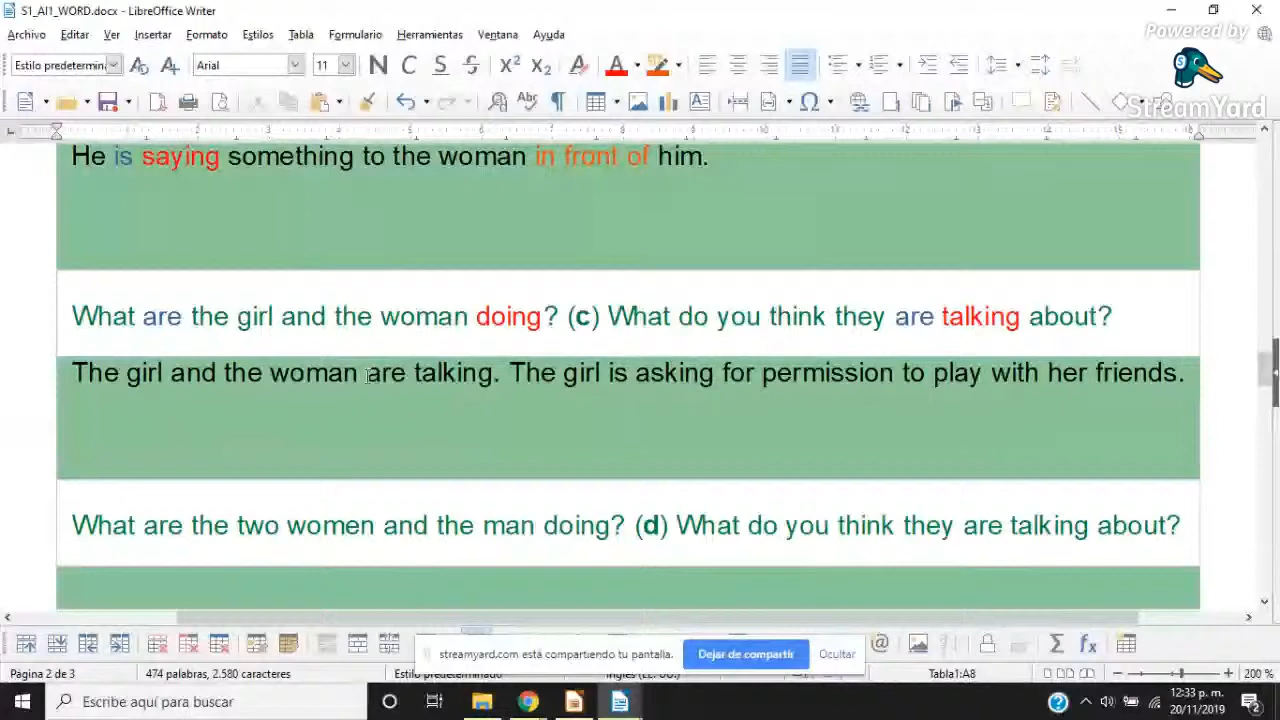 S1_AI1_WORD.docx - LibreOffice Writer
Archivo Editar Ver Insertar Formato Estilos Tabla Formulario Herramientas Ventana Ayuda
Powered by
StreamYard
Arial 11
He is saying something to the woman in front of him.
What are the girl and the woman doing? (c) What do you think they are talking about?
The girl and the woman are talking. The girl is asking for permission to play with her friends.
What are the two women and the man doing? (d) What do you think they are talking about?
streamyard.com está compartiendo tu pantalla. Dejar de compartir Ocultar
Página 2 de 3 474 palabras, 2.580 caracteres Estilo predeterminado Tabla1:A8 200 %
Escribe aquí para buscar
12:33 p. m.
20/11/2019